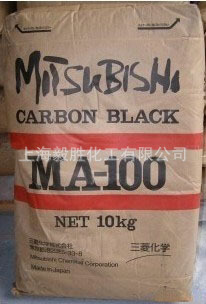 MITSUBISHI
CARBON BLACK
上海毅胜化工有限公司
MA-100
NET 10kg
三菱化学
Mitsubishi Chemical Corporation
Made in Japan